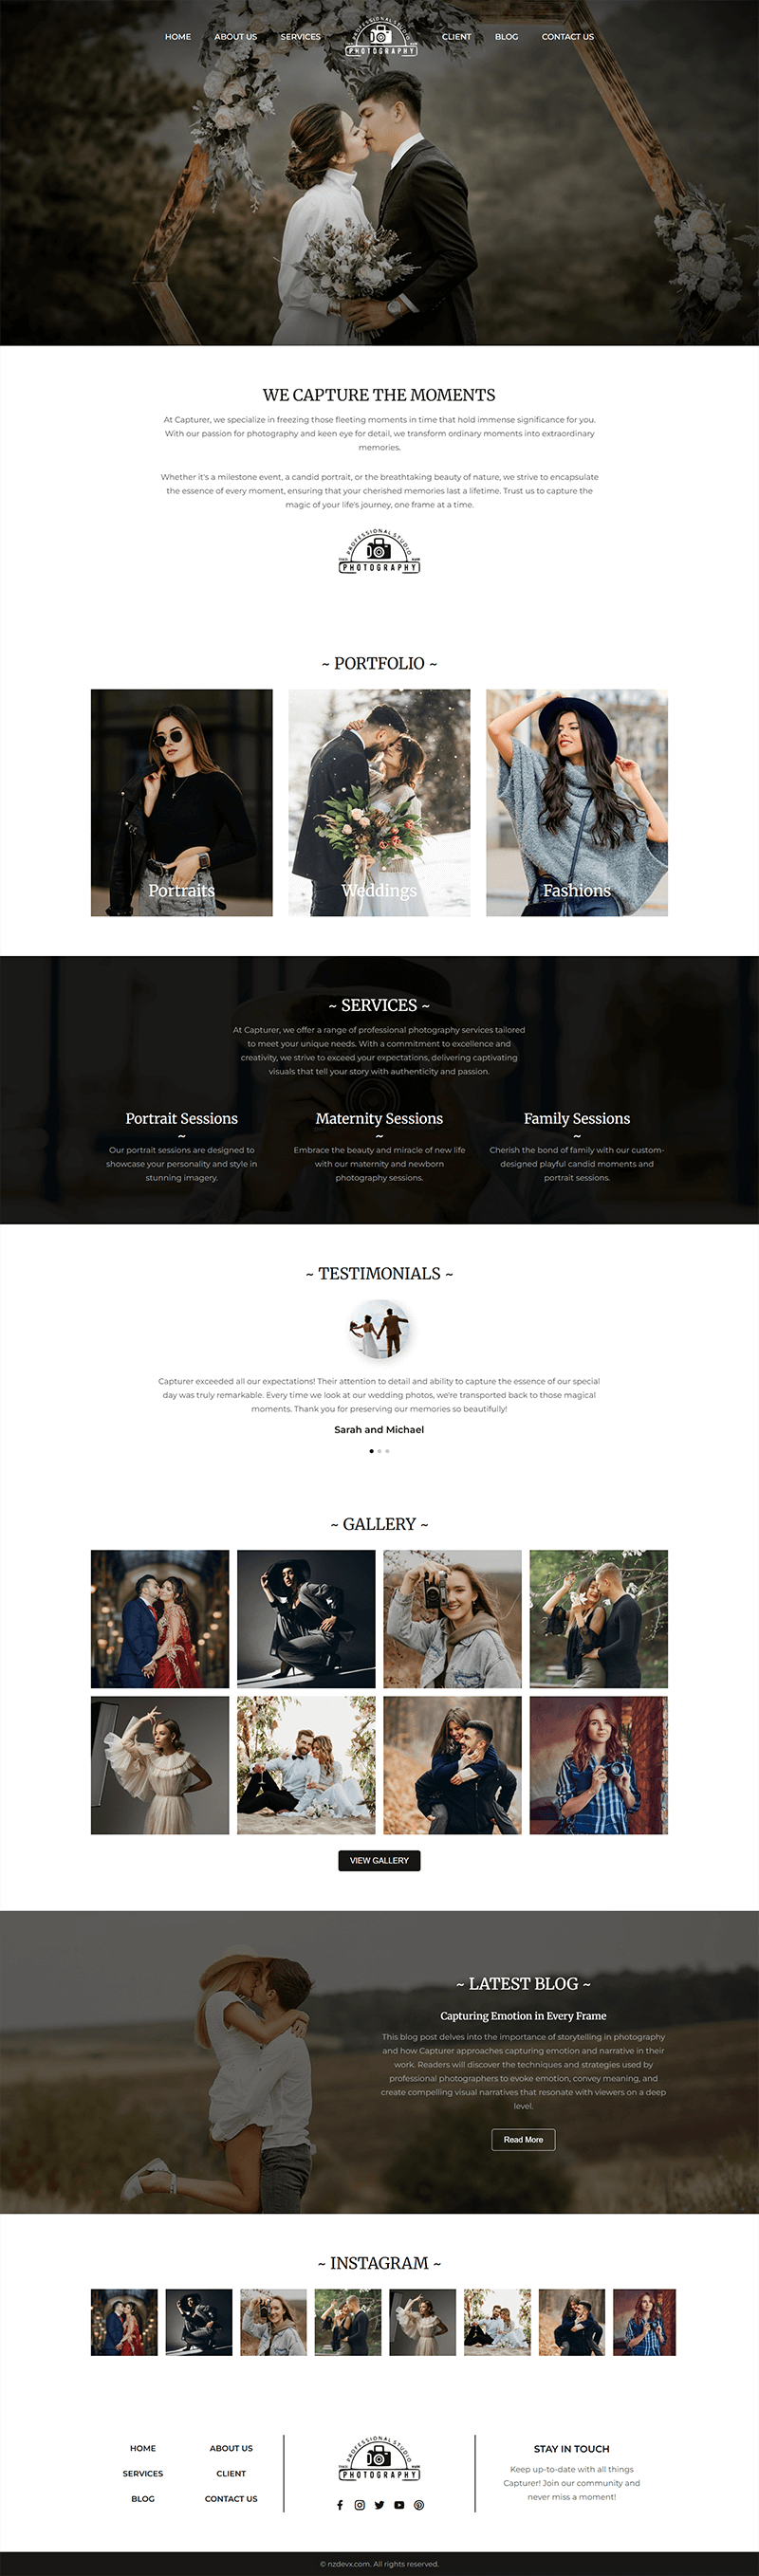 HOME ABOUT US SERVICES PROFESSIONAL STUDIO PHOTOGRAPHY CLIENT BLOG CONTACT US
WE CAPTURE THE MOMENTS
At Capturer, we specialize in freezing those fleeting moments in time that hold immense significance for you.
With our passion for photography and keen eye for detail, we transform ordinary moments into extraordinary
memories.
Whether it's a milestone event, a candid portrait, or the breathtaking beauty of nature, we strive to encapsulate
the essence of every moment, ensuring that your cherished memories last a lifetime. Trust us to capture the
magic of your life's journey, one frame at a time.
PROFESSIONAL STUDIO
PHOTOGRAPHY
~ PORTFOLIO ~
Portraits Weddings Fashions
~ SERVICES ~
At Capturer, we offer a range of professional photography services tailored
to meet your unique needs. With a commitment to excellence and
creativity, we strive to exceed your expectations, delivering captivating
visuals that tell your story with authenticity and passion.
Portrait Sessions
~
Our portrait sessions are designed to
showcase your personality and style in
stunning imagery.
Maternity Sessions
~
Embrace the beauty and miracle of new life
with our maternity and newborn
photography sessions.
Family Sessions
~
Cherish the bond of family with our custom-
designed playful candid moments and
portrait sessions.
~ TESTIMONIALS ~
Capturer exceeded all our expectations! Their attention to detail and ability to capture the essence of our special
day was truly remarkable. Every time we look at our wedding photos, we're transported back to those magical
moments. Thank you for preserving our memories so beautifully!
Sarah and Michael
~ GALLERY ~
VIEW GALLERY
~ LATEST BLOG ~
Capturing Emotion in Every Frame
This blog post delves into the importance of storytelling in photography
and how Capturer approaches capturing emotion and narrative in their
work. Readers will discover the techniques and strategies used by
professional photographers to evoke emotion, convey meaning, and
create compelling visual narratives that resonate with viewers on a deep
level.
Read More
~ INSTAGRAM ~
HOME ABOUT US
SERVICES CLIENT
BLOG CONTACT US
PROFESSIONAL STUDIO
PHOTOGRAPHY
STAY IN TOUCH
Keep up-to-date with all things
Capturer! Join our community and
never miss a moment!
© nzdevx.com. All rights reserved.